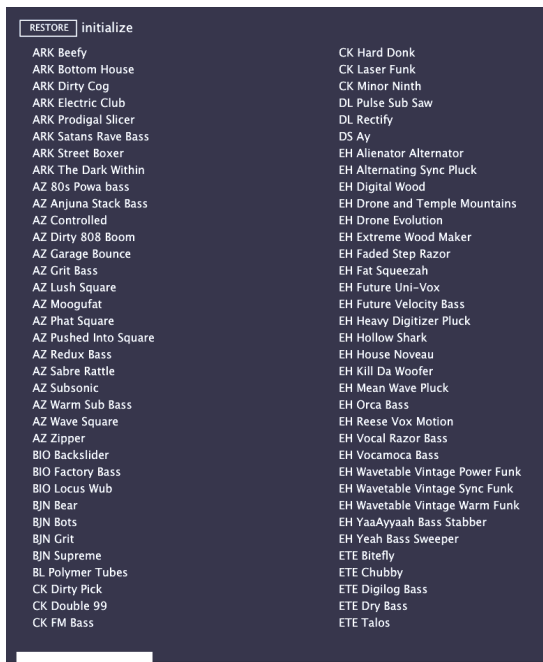 RESTORE initialize
ARK Beefy
ARK Bottom House
ARK Dirty Cog
ARK Electric Club
ARK Prodigal Slicer
ARK Satans Rave Bass
ARK Street Boxer
ARK The Dark Within
AZ 80s Powa bass
AZ Anjuna Stack Bass
AZ Controlled
AZ Dirty 808 Boom
AZ Garage Bounce
AZ Grit Bass
AZ Lush Square
AZ Moogufat
AZ Phat Square
AZ Pushed Into Square
AZ Redux Bass
AZ Sabre Rattle
AZ Subsonic
AZ Warm Sub Bass
AZ Wave Square
AZ Zipper
BIO Backslider
BIO Factory Bass
BIO Locus Wub
BJN Bear
BJN Bots
BJN Grit
BJN Supreme
BL Polymer Tubes
CK Dirty Pick
CK Double 99
CK FM Bass
CK Hard Donk
CK Laser Funk
CK Minor Ninth
DL Pulse Sub Saw
DL Rectify
DS Ay
EH Alienator Alternator
EH Alternating Sync Pluck
EH Digital Wood
EH Drone and Temple Mountains
EH Drone Evolution
EH Extreme Wood Maker
EH Faded Step Razor
EH Fat Squeezah
EH Future Uni-Vox
EH Future Velocity Bass
EH Heavy Digitizer Pluck
EH Hollow Shark
EH House Noveau
EH Kill Da Woofer
EH Mean Wave Pluck
EH Orca Bass
EH Reese Vox Motion
EH Vocal Razor Bass
EH Vocamoca Bass
EH Wavetable Vintage Power Funk
EH Wavetable Vintage Sync Funk
EH Wavetable Vintage Warm Funk
EH YaaAyyaah Bass Stabber
EH Yeah Bass Sweeper
ETE Bitefly
ETE Chubby
ETE Digilog Bass
ETE Dry Bass
ETE Talos